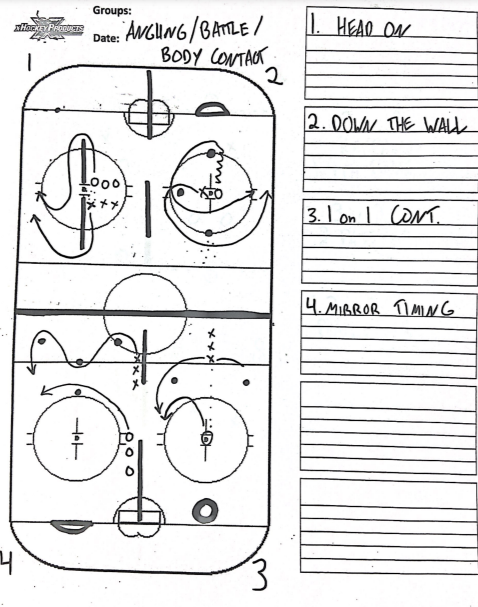 Groups:
xHockeyProducts
Date: ANGLING/BATTLE/
BODY CONTACT
1
2
1. HEAD ON
2. DOWN THE WALL
3. 1 on 1 CONT.
4. MIRROR TIMING
4
3